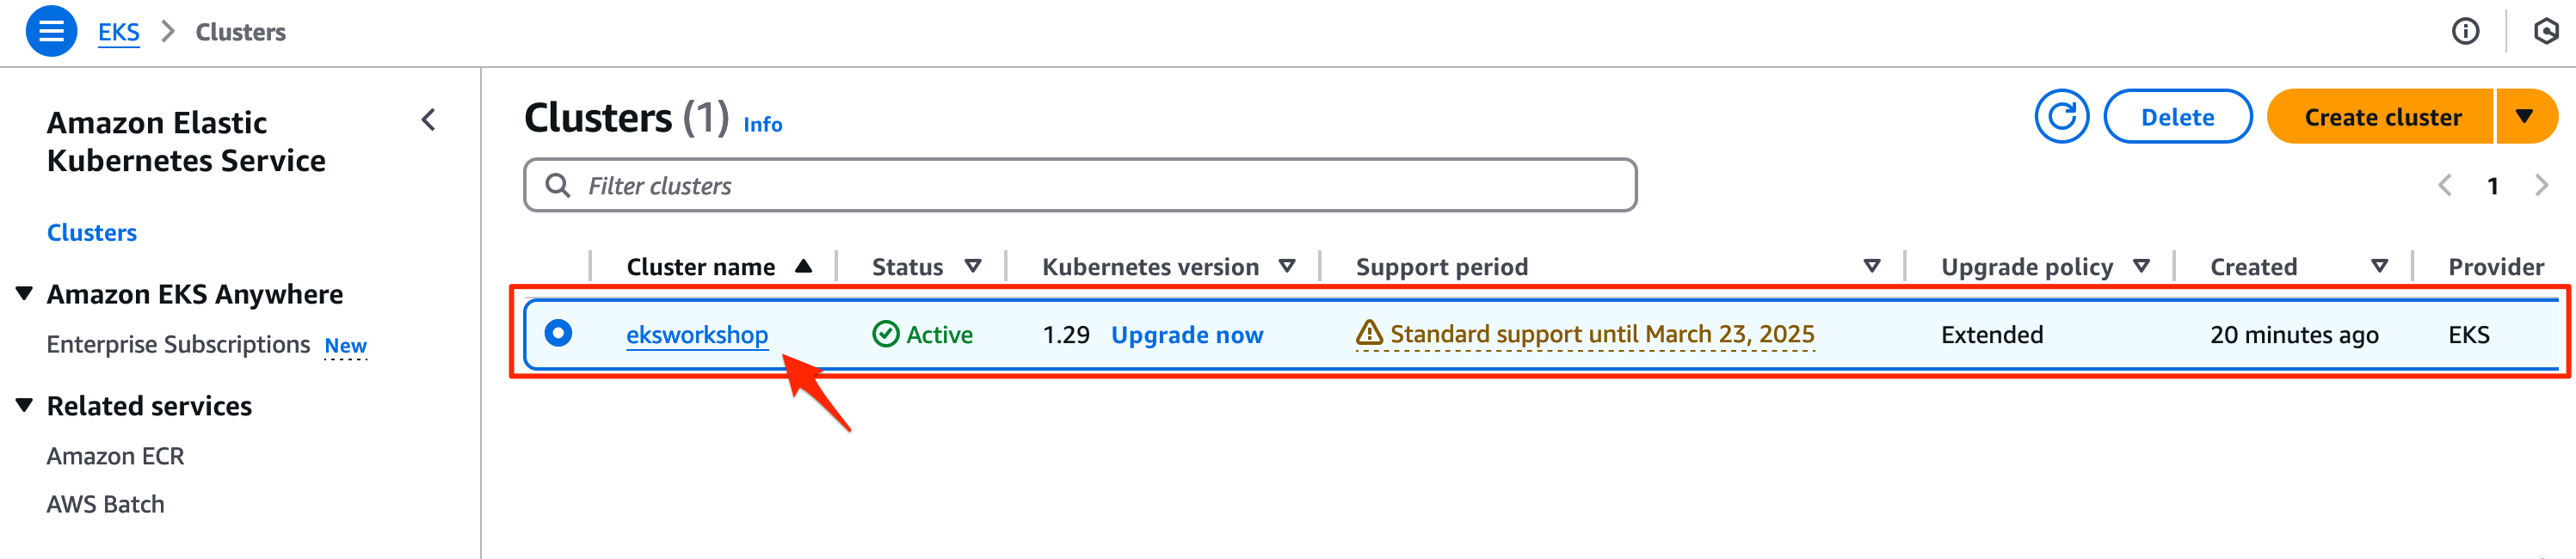 EKS > Clusters
Amazon Elastic
Kubernetes Service
Clusters
Amazon EKS Anywhere
Enterprise Subscriptions New
Related services
Amazon ECR
AWS Batch
Clusters (1) Info
Delete
Create cluster
Filter clusters
1
Cluster name Status Kubernetes version Support period Upgrade policy Created Provider
eksworkshop Active 1.29 Upgrade now Standard support until March 23, 2025 Extended 20 minutes ago EKS